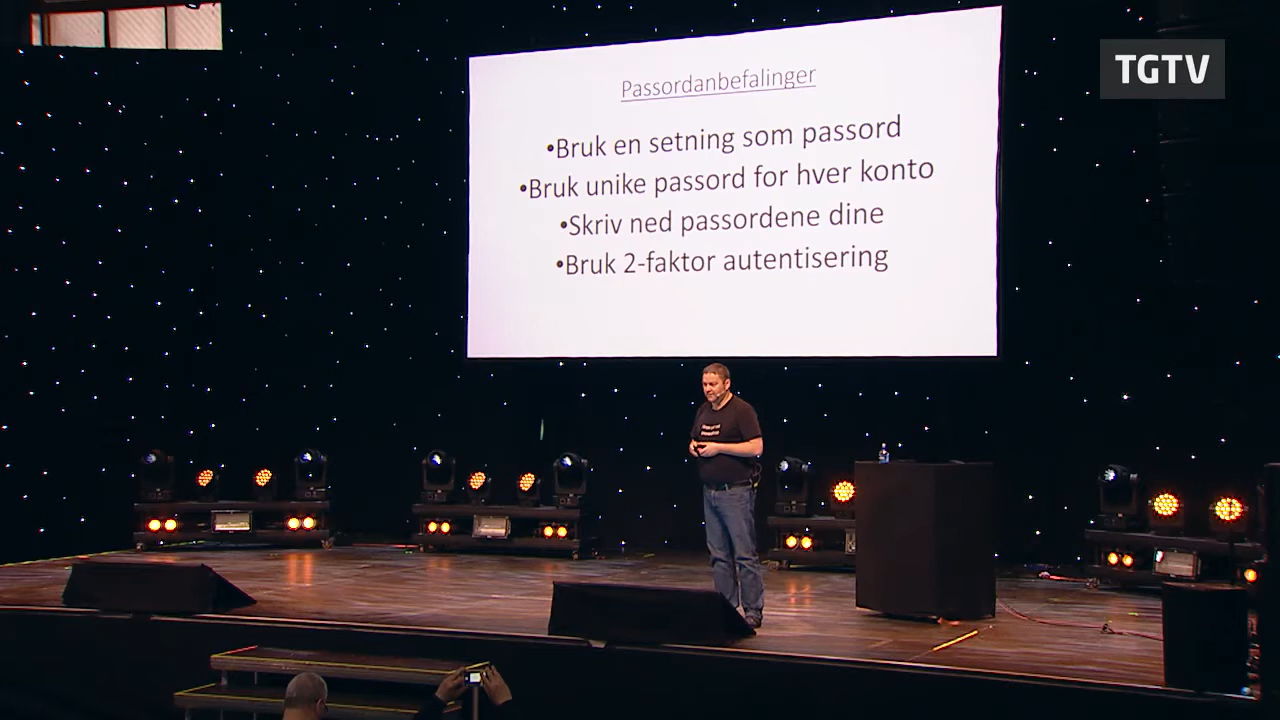 TGTV
Passordanbefalinger
•Bruk en setning som passord
•Bruk unike passord for hver konto
•Skriv ned passordene dine
•Bruk 2-faktor autentisering